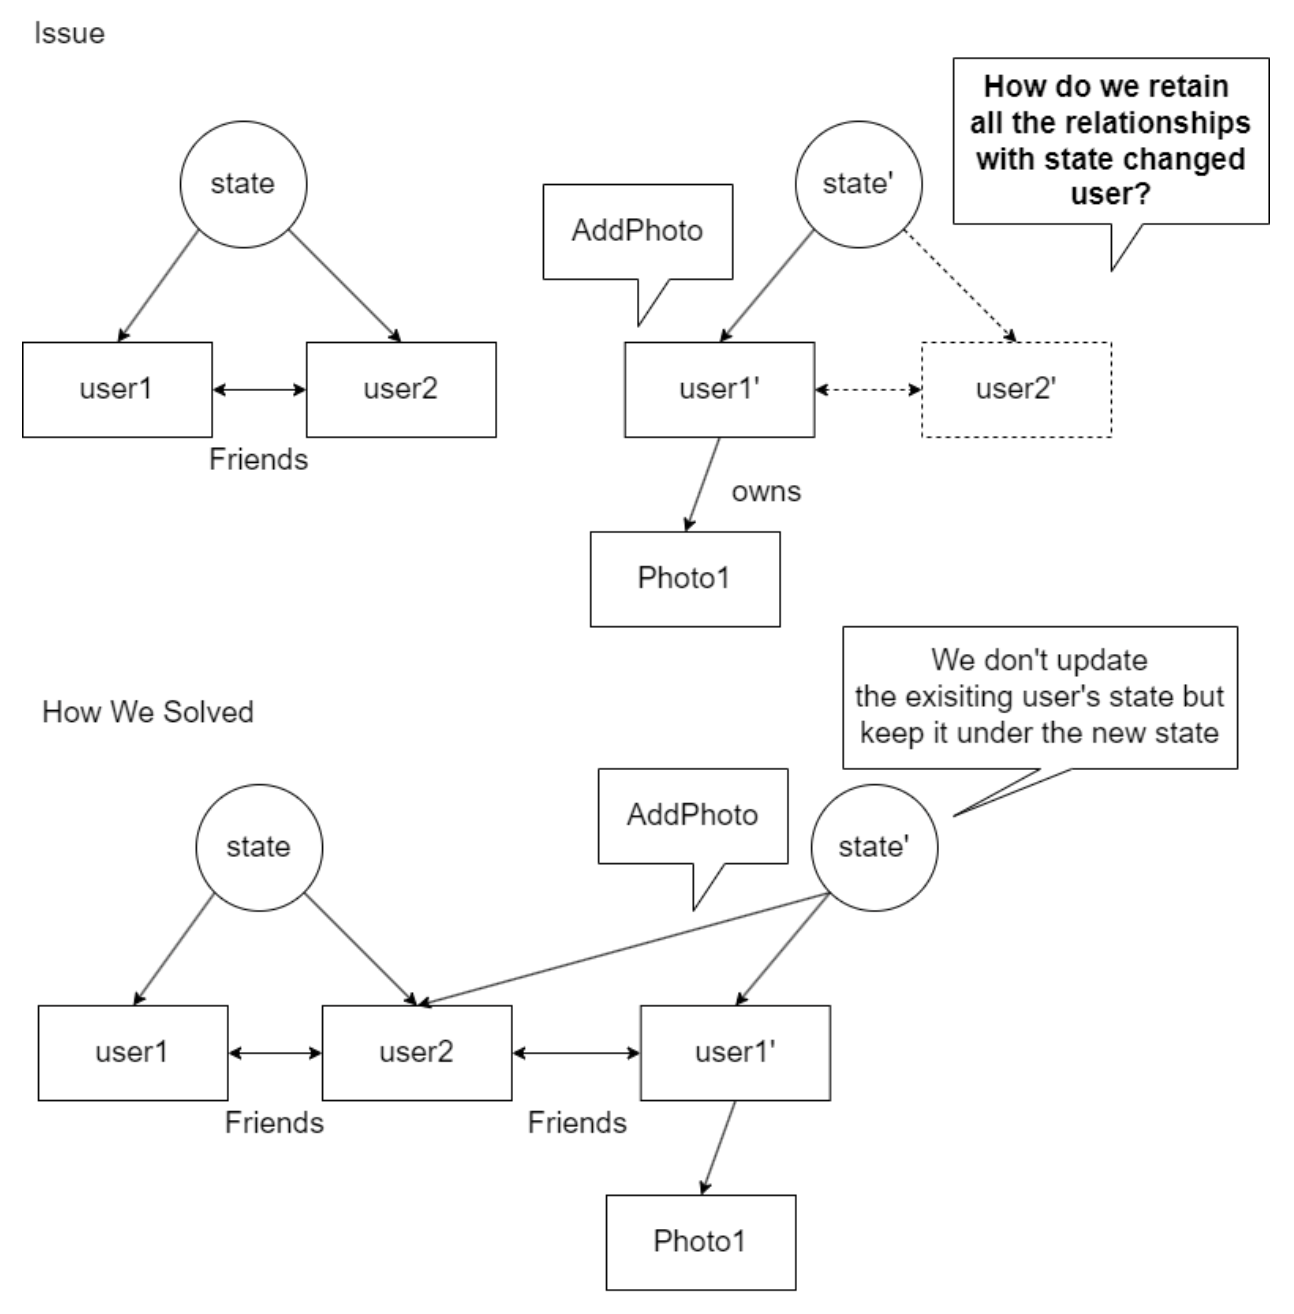 Issue
state
user1
user2
Friends
AddPhoto
state'
How do we retain
all the relationships
with state changed
user?
user1'
user2'
owns
Photo1
How We Solved
We don't update
the exisiting user's state but
keep it under the new state
state
AddPhoto
state'
user1
user2
user1'
Friends
Friends
Photo1